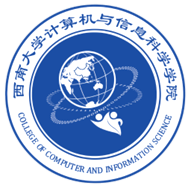 西南大学计算机与信息科学学院
COLLEGE OF COMPUTER AND INFORMATION SCIENCE